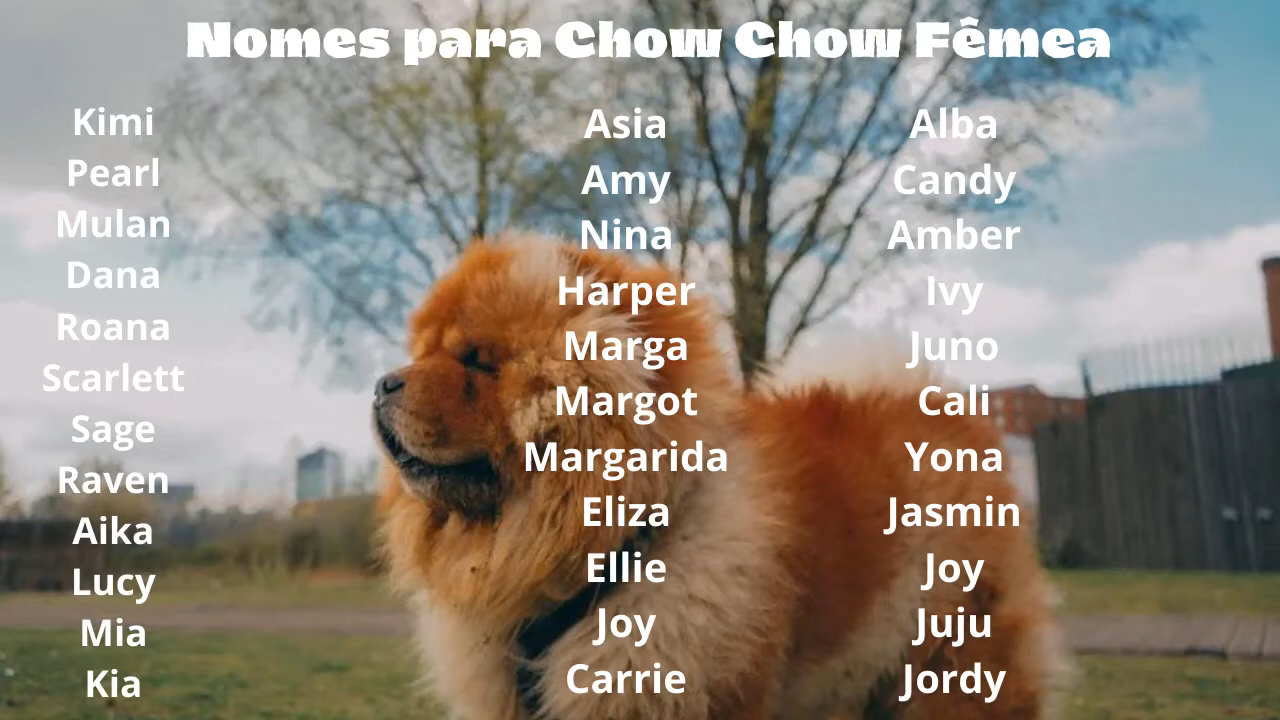 Nomes para Chow Chow Fêmea
Kimi
Pearl
Mulan
Dana
Roana
Scarlett
Sage
Raven
Aika
Lucy
Mia
Kia
Asia
Amy
Nina
Harper
Marga
Margot
Margarida
Eliza
Ellie
Joy
Carrie
Alba
Candy
Amber
Ivy
Juno
Cali
Yona
Jasmin
Joy
Juju
Jordy